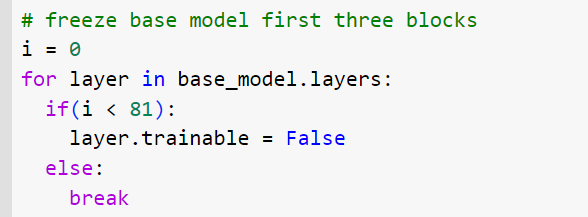 # freeze base model first three blocks
i = 0
for layer in base_model.layers:
  if(i < 81):
    layer.trainable = False
  else:
    break